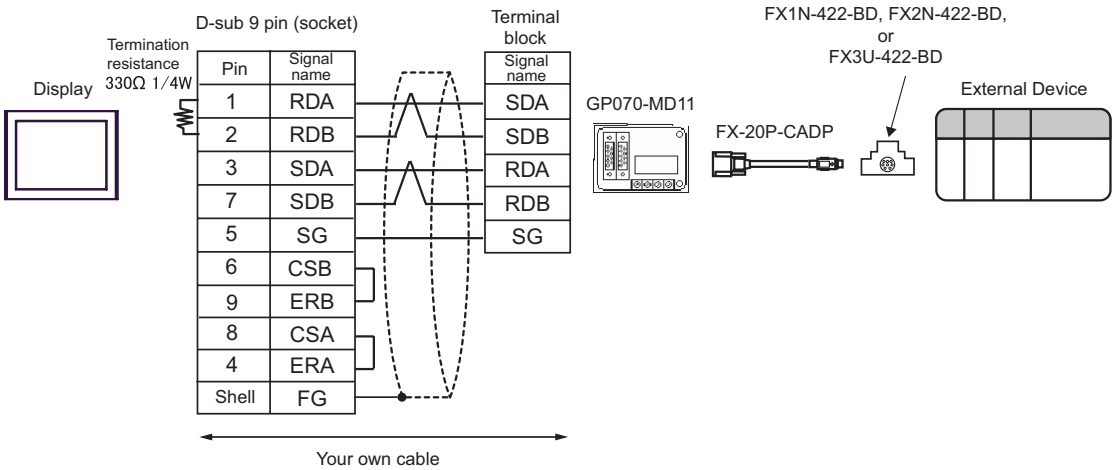 FX1N-422-BD, FX2N-422-BD,
or
FX3U-422-BD
D-sub 9 pin (socket)
Terminal
block
Termination
resistance
330Ω 1/4W
Display
Pin
Signal
name
Signal
name
1 RDA SDA
2 RDB SDB
3 SDA RDA
7 SDB RDB
5 SG SG
6 CSB
9 ERB
8 CSA
4 ERA
Shell FG
GP070-MD11
FX-20P-CADP
External Device
Your own cable